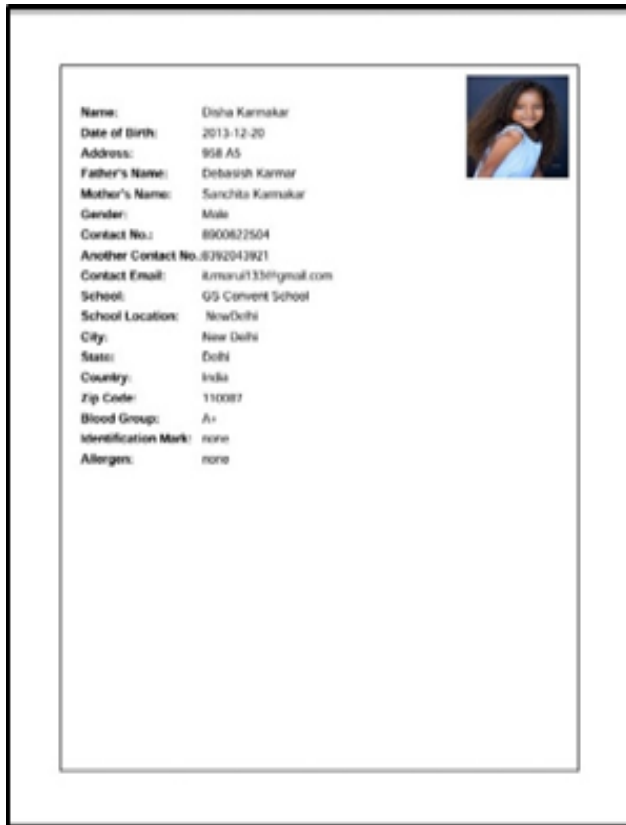 Name: Disha Karmakar
Date of Birth: 2013-12-20
Address: 958 A5
Father's Name: Debasish Karmar
Mother's Name: Sanchita Karmakar
Gender: Male
Contact No.: 8900822504
Another Contact No.:8392043921
Contact Email:
School: GS Convent School
School Location: NewDelhi
City: New Delhi
State: Delhi
Country: India
Zip Code: 110087
Blood Group: A+
Identification Mark: none
Allergen: none